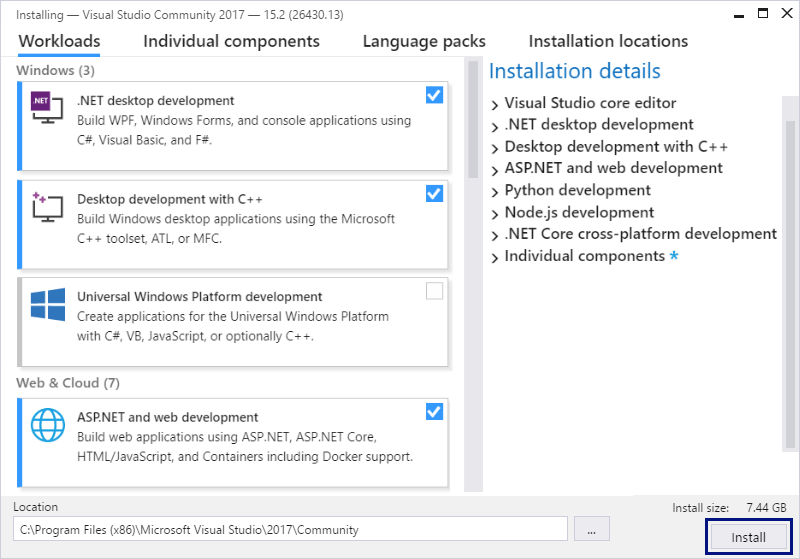 Installing — Visual Studio Community 2017 — 15.2 (26430.13)
Workloads Individual components Language packs Installation locations
Windows (3)
.NET
.NET desktop development
Build WPF, Windows Forms, and console applications using
C#, Visual Basic, and F#.
Desktop development with C++
Build Windows desktop applications using the Microsoft
C++ toolset, ATL, or MFC.
Universal Windows Platform development
Create applications for the Universal Windows Platform
with C#, VB, JavaScript, or optionally C++.
Web & Cloud (7)
ASP.NET and web development
Build web applications using ASP.NET, ASP.NET Core,
HTML/JavaScript, and Containers including Docker support.
Installation details
Visual Studio core editor
.NET desktop development
Desktop development with C++
ASP.NET and web development
Python development
Node.js development
.NET Core cross-platform development
Individual components *
Location
C:\Program Files (x86)\Microsoft Visual Studio\2017\Community
...
Install size: 7.44 GB
Install